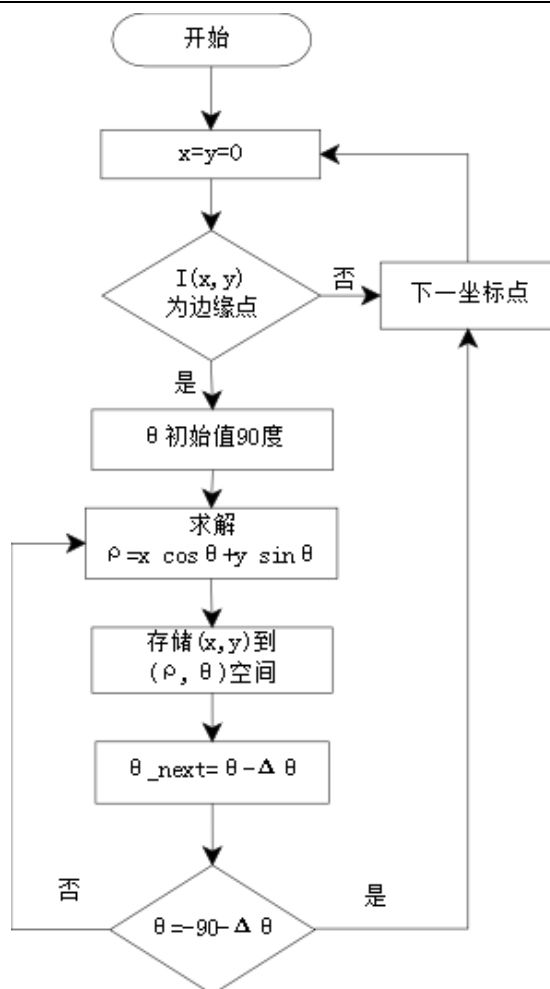 开始
x=y=0
I(x,y)
为边缘点
否
下一坐标点
是
θ初始值90度
求解
ρ=x cosθ+y sinθ
存储(x,y)到
(ρ,θ)空间
θ_next=θ-Δθ
否
θ=-90-Δθ
是